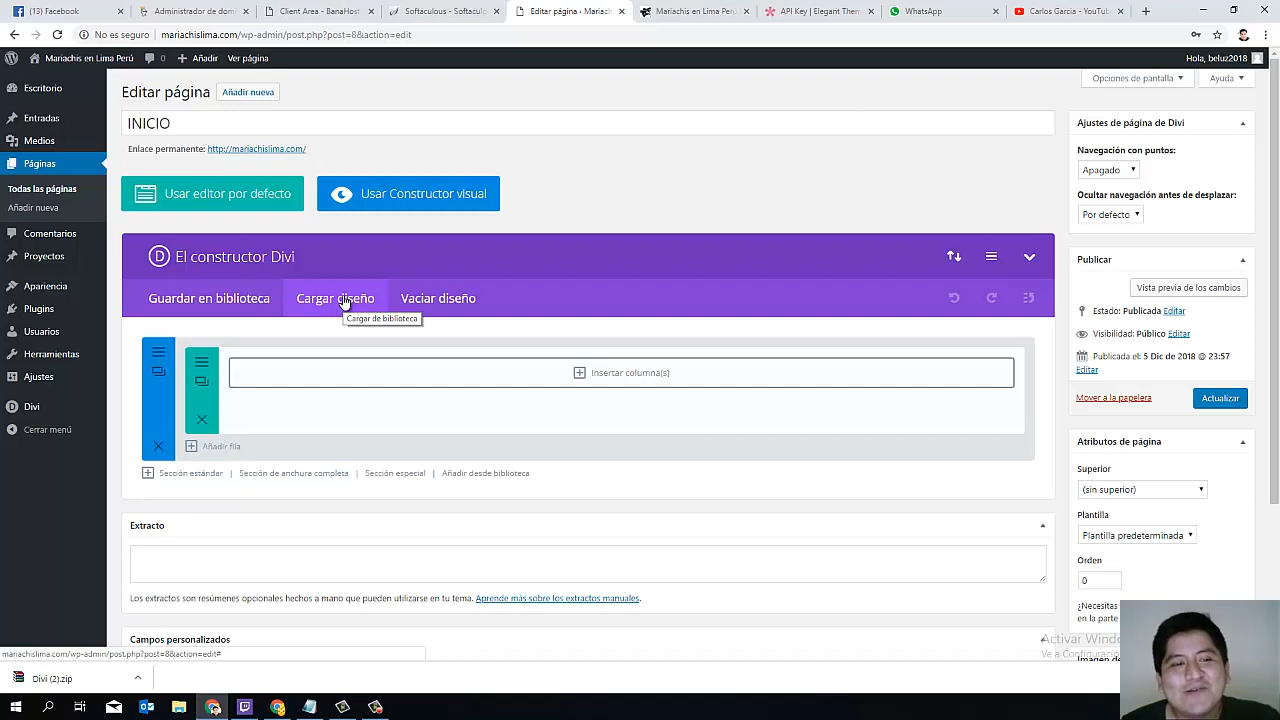 (13) Facebook
Administrador de dom
Client Area - BanaHost
Softaculous - Softacul
Editar página ‹ Mariach
Mariachis en Lima Perú
API Key | Elegant Them
WhatsApp
Carlos Garcia - YouTub
No es seguro | mariachislima.com/wp-admin/post.php?post=8&action=edit
Mariachis en Lima Perú
0
Añadir
Ver página
Hola, beluz2018
Escritorio
Entradas
Medios
Páginas
Todas las páginas
Añadir nueva
Comentarios
Proyectos
Apariencia
Plugins
Usuarios
Herramientas
Ajustes
Divi
Cerrar menú
Opciones de pantalla
Ayuda
Editar página
Añadir nueva
INICIO
Enlace permanente: http://mariachislima.com/
Usar editor por defecto
Usar Constructor visual
D El constructor Divi
Guardar en biblioteca
Cargar diseño
Vaciar diseño
Cargar de biblioteca
Insertar columna(s)
Añadir fila
Sección estándar | Sección de anchura completa | Sección especial | Añadir desde biblioteca
Extracto
Los extractos son resúmenes opcionales hechos a mano que pueden utilizarse en tu tema. Aprende más sobre los extractos manuales.
Campos personalizados
Ajustes de página de Divi
Navegación con puntos:
Apagado
Ocultar navegación antes de desplazar:
Por defecto
Publicar
Vista previa de los cambios
Estado: Publicada Editar
Visibilidad: Público Editar
Publicada el: 5 Dic de 2018 @ 23:57
Editar
Mover a la papelera
Actualizar
Atributos de página
Superior
(sin superior)
Plantilla
Plantilla predeterminada
Orden
0
¿Necesitas
en la parte
Activar Windo
Ve a Configuració
mariachislima.com/wp-admin/post.php?post=8&action=edit#
Divi (2).zip